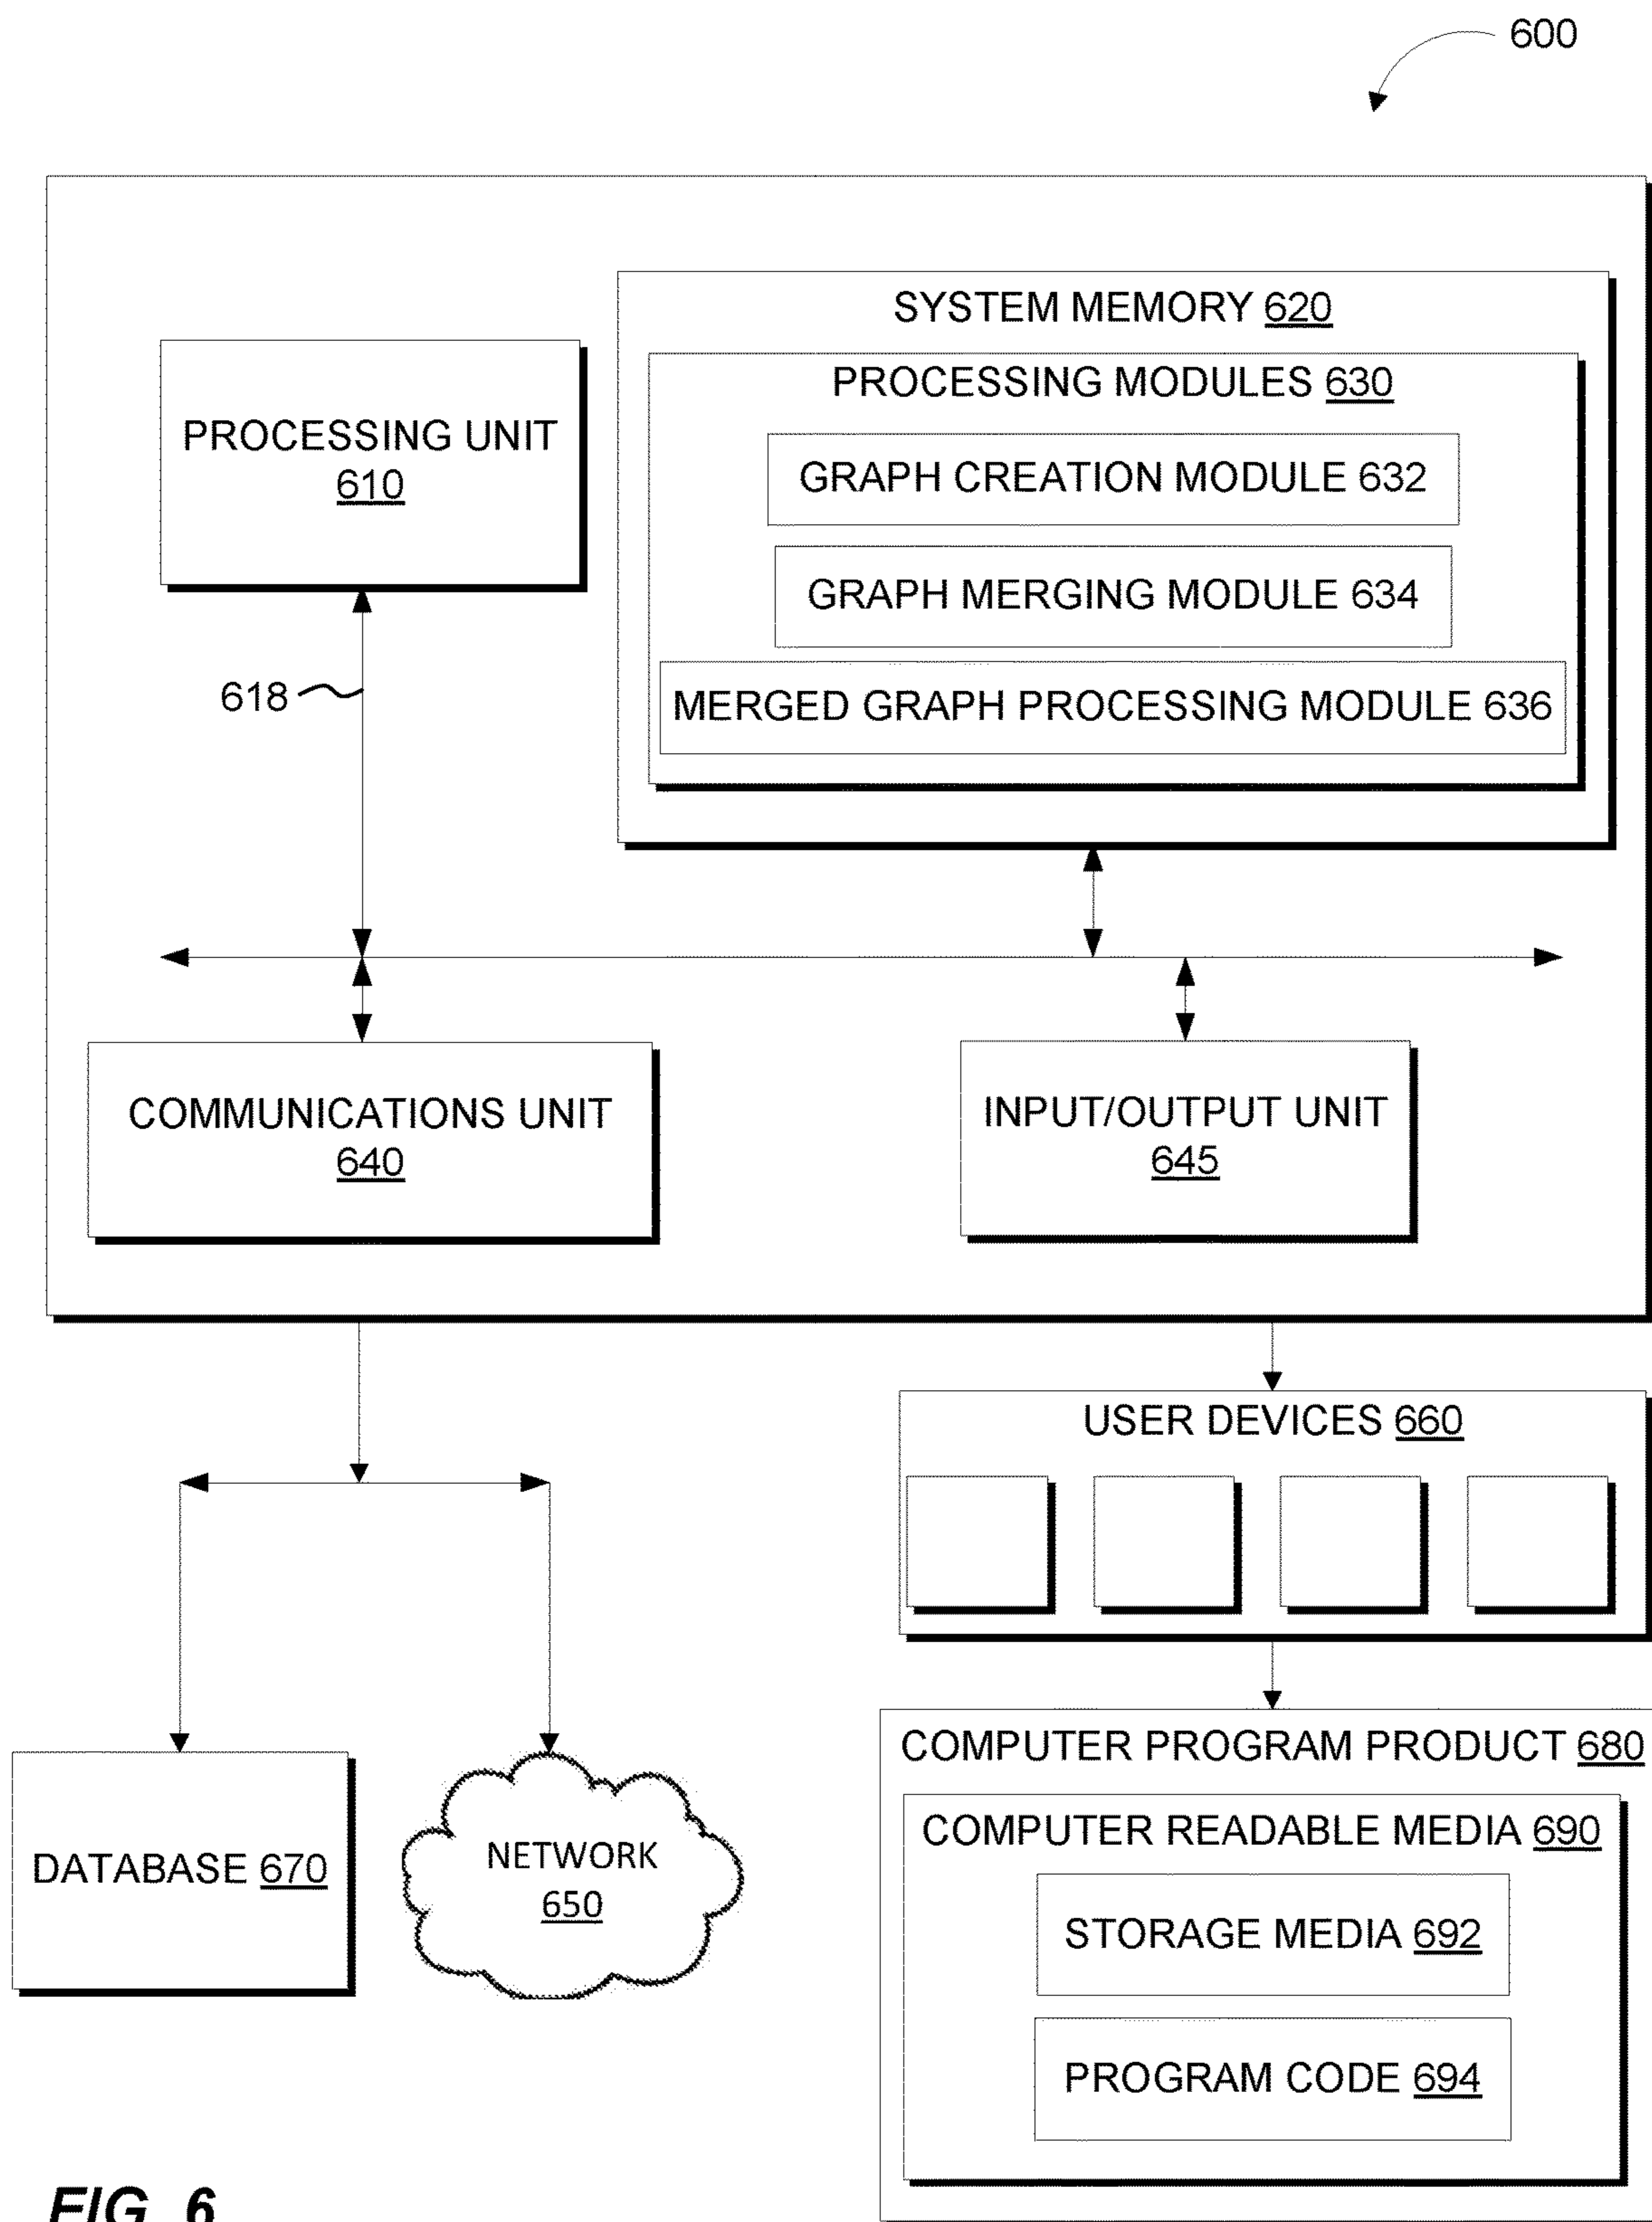 600
SYSTEM MEMORY 620
PROCESSING MODULES 630
PROCESSING UNIT
610
GRAPH CREATION MODULE 632
GRAPH MERGING MODULE 634
618
MERGED GRAPH PROCESSING MODULE 636
COMMUNICATIONS UNIT
640
INPUT/OUTPUT UNIT
645
USER DEVICES 660
COMPUTER PROGRAM PRODUCT 680
COMPUTER READABLE MEDIA 690
DATABASE 670
NETWORK
650
STORAGE MEDIA 692
PROGRAM CODE 694
FIG. 6